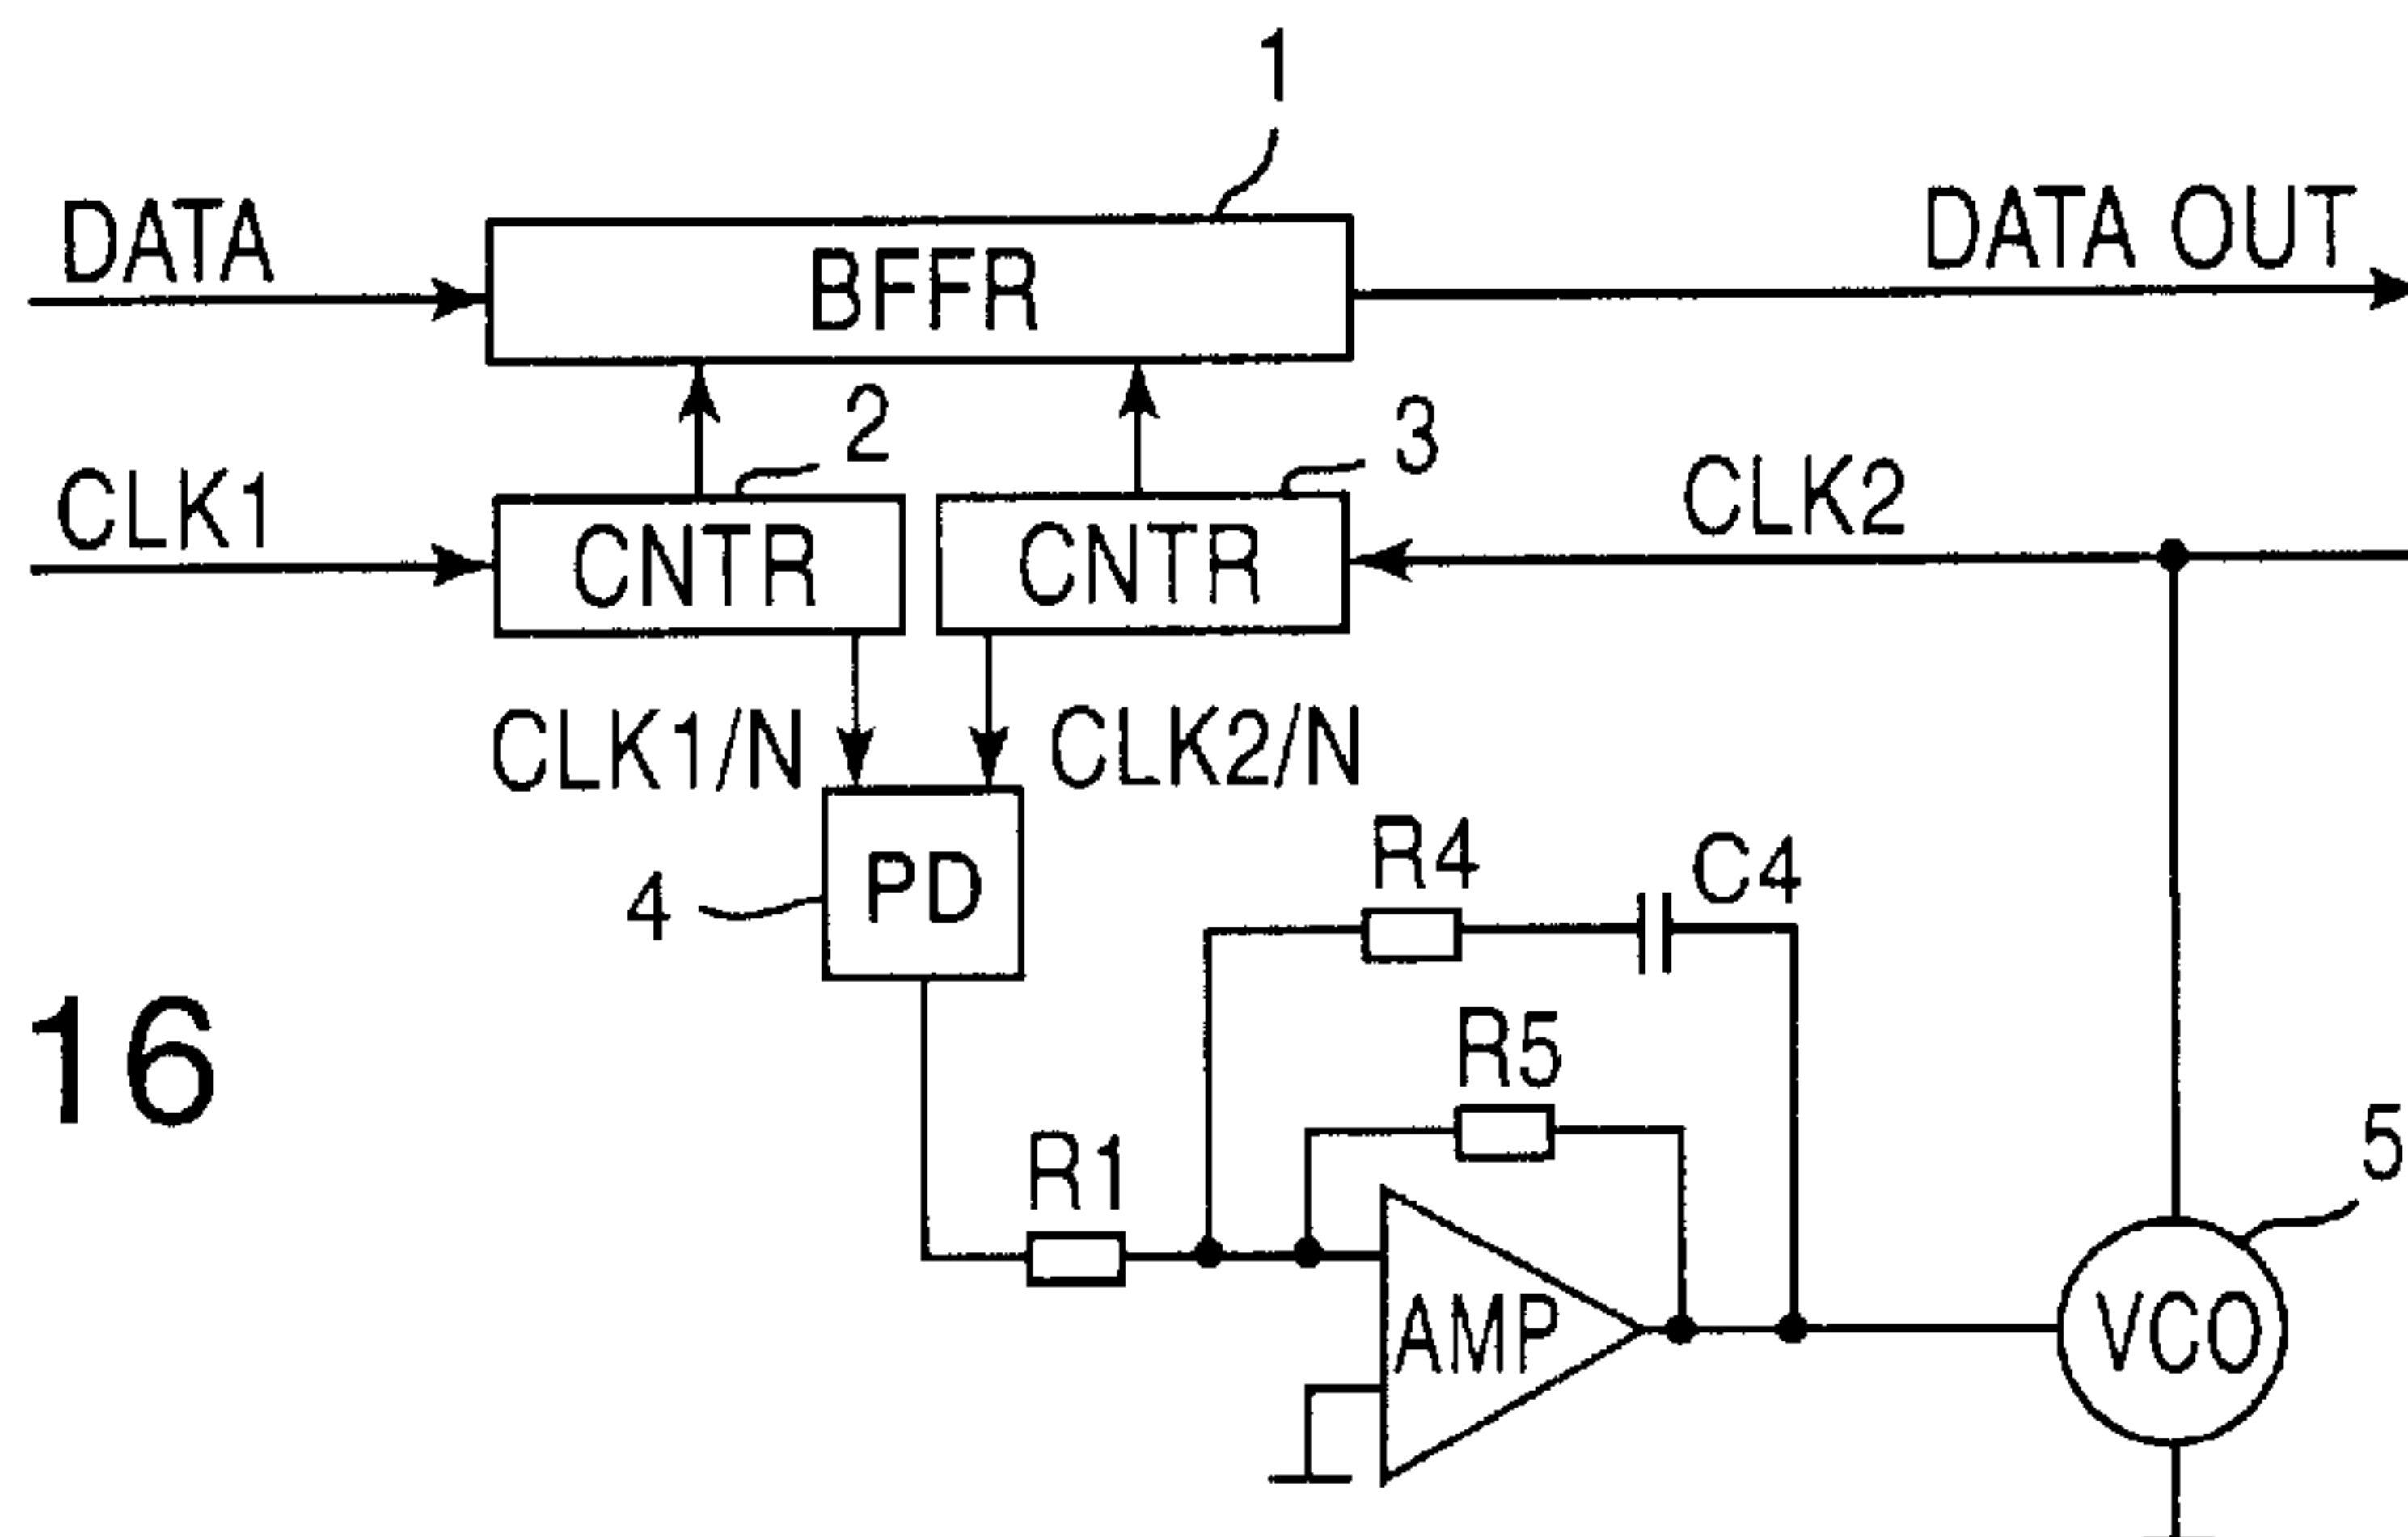 1
DATA
BFFR
DATA OUT
2
3
CLK1
CNTR
CNTR
CLK2
CLK1/N
CLK2/N
4
PD
R4
C4
16
R5
R1
5
AMP
VCO